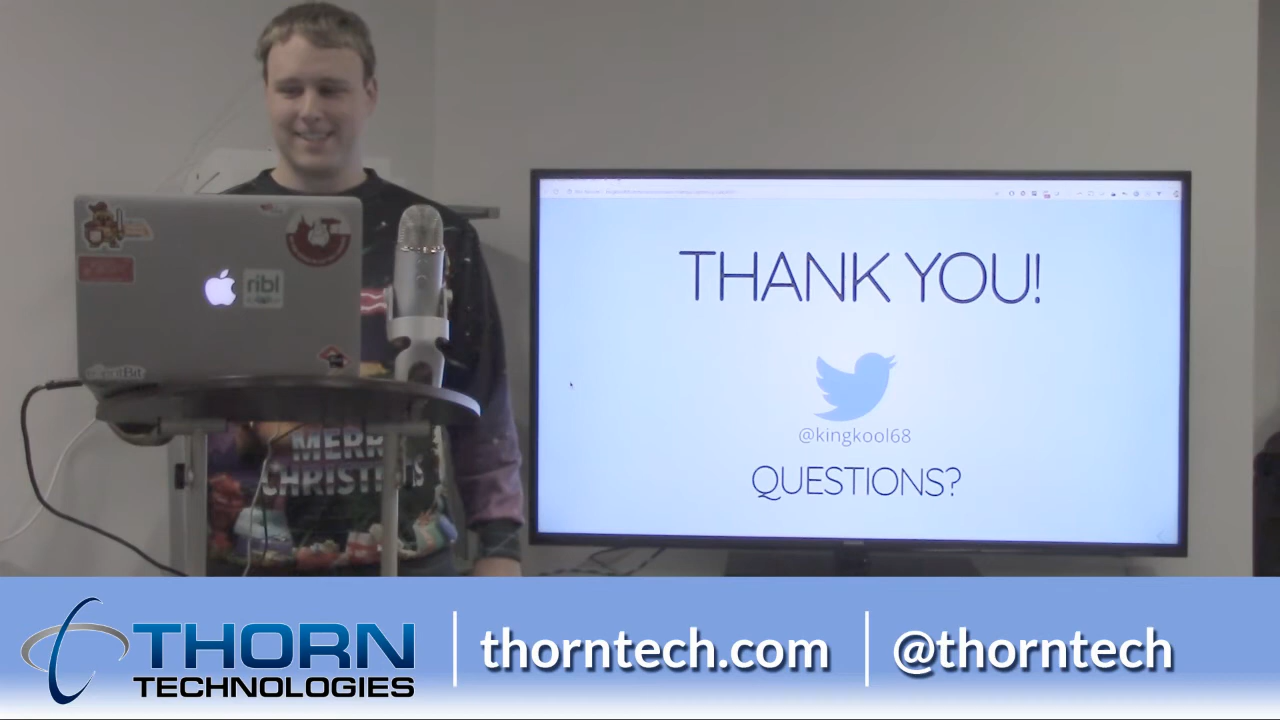 THANK YOU!
@kingkool68
QUESTIONS?
ribl
MERRY
CHRISTMAS
THORN
TECHNOLOGIES
thorntech.com
@thorntech